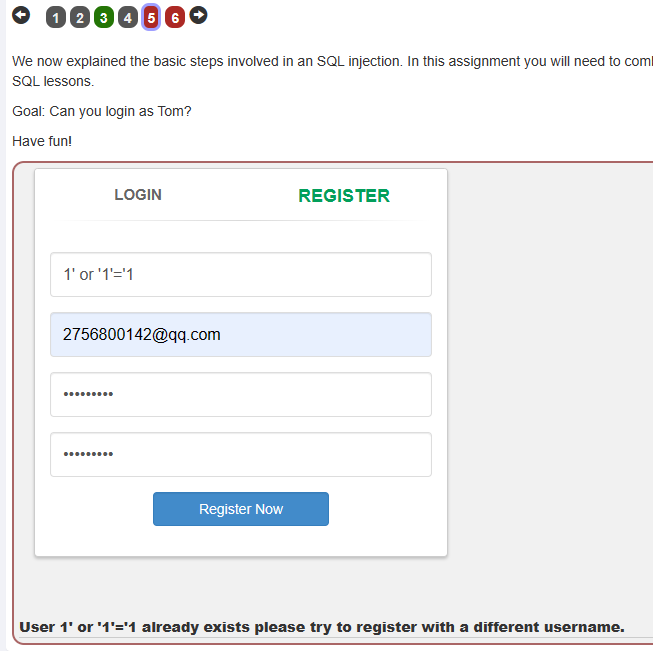 1 2 3 4 5 6
We now explained the basic steps involved in an SQL injection. In this assignment you will need to
SQL lessons.
Goal: Can you login as Tom?
Have fun!
LOGIN REGISTER
1' or '1'='1
2756800142@qq.com
•••••••••
•••••••••
Register Now
User 1' or '1'='1 already exists please try to register with a different username.